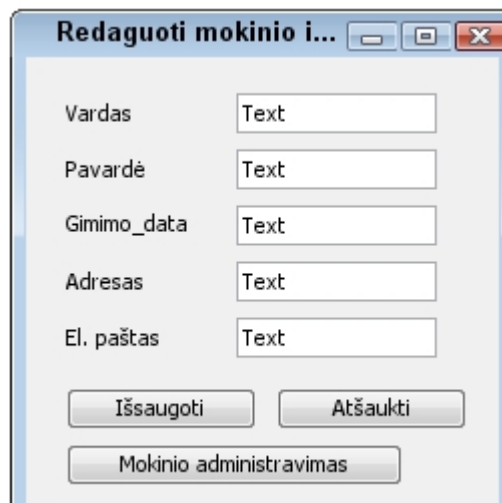 Redaguoti mokinio i...
Vardas Text
Pavardė Text
Gimimo_data Text
Adresas Text
El. paštas Text
Išsaugoti Atšaukti
Mokinio administravimas